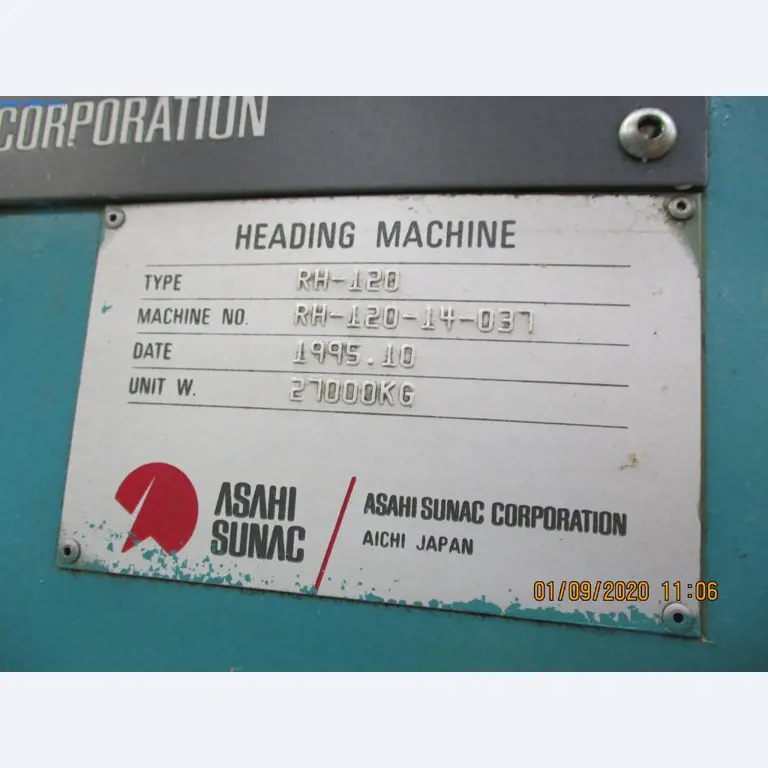 CORPORATION
HEADING MACHINE
TYPE RH-120
MACHINE NO. RH-120-14-037
DATE 1995.10
UNIT W. 27000KG
ASAHI
SUNAC
ASAHI SUNAC CORPORATION
AICHI JAPAN
01/09/2020 11:06